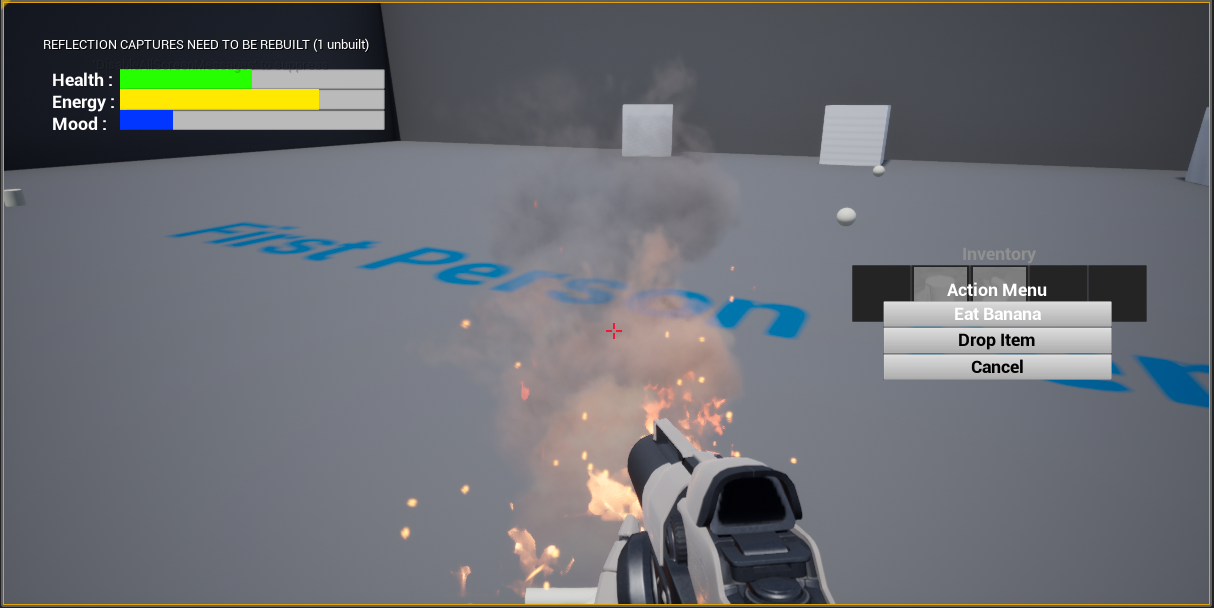 REFLECTION CAPTURES NEED TO BE REBUILT (1 unbuilt)
Health :
Energy :
Mood :
First Person
Inventory
Action Menu
Eat Banana
Drop Item
Cancel